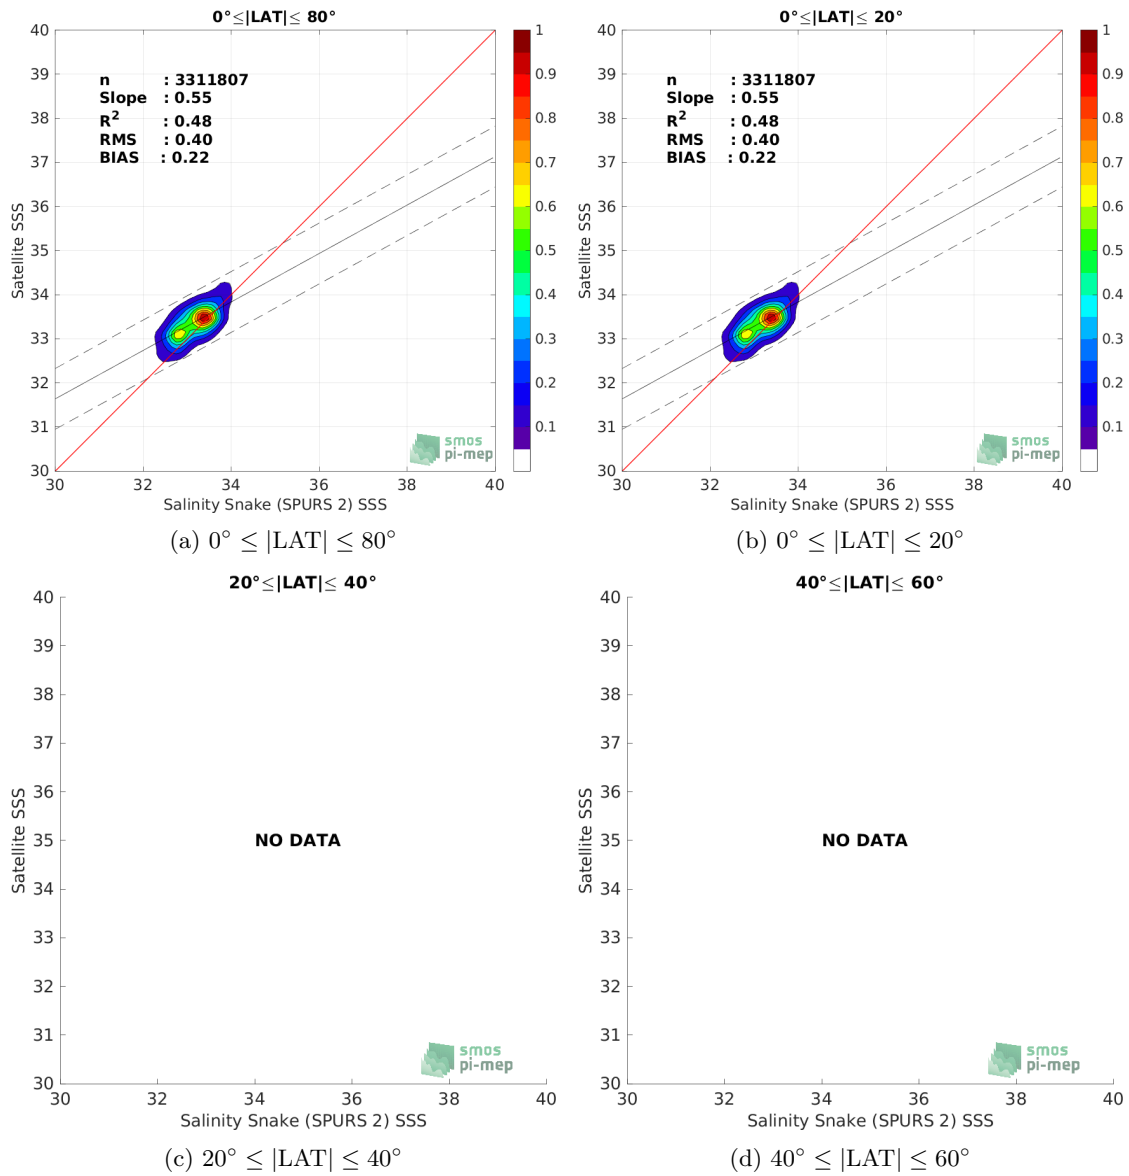 0°≤|LAT|≤ 80°
40
39
38
37
36
35
34
33
32
31
30
Satellite SSS
n : 3311807
Slope : 0.55
R² : 0.48
RMS : 0.40
BIAS : 0.22
1
0.9
0.8
0.7
0.6
0.5
0.4
0.3
0.2
0.1
smos
pi-mep
30 32 34 36 38 40
Salinity Snake (SPURS 2) SSS
(a) 0° ≤ |LAT| ≤ 80°
0°≤|LAT|≤ 20°
40
39
38
37
36
35
34
33
32
31
30
Satellite SSS
n : 3311807
Slope : 0.55
R² : 0.48
RMS : 0.40
BIAS : 0.22
1
0.9
0.8
0.7
0.6
0.5
0.4
0.3
0.2
0.1
smos
pi-mep
30 32 34 36 38 40
Salinity Snake (SPURS 2) SSS
(b) 0° ≤ |LAT| ≤ 20°
20°≤|LAT|≤ 40°
40
39
38
37
36
35
34
33
32
31
30
Satellite SSS
NO DATA
smos
pi-mep
30 32 34 36 38 40
Salinity Snake (SPURS 2) SSS
(c) 20° ≤ |LAT| ≤ 40°
40°≤|LAT|≤ 60°
40
39
38
37
36
35
34
33
32
31
30
Satellite SSS
NO DATA
smos
pi-mep
30 32 34 36 38 40
Salinity Snake (SPURS 2) SSS
(d) 40° ≤ |LAT| ≤ 60°